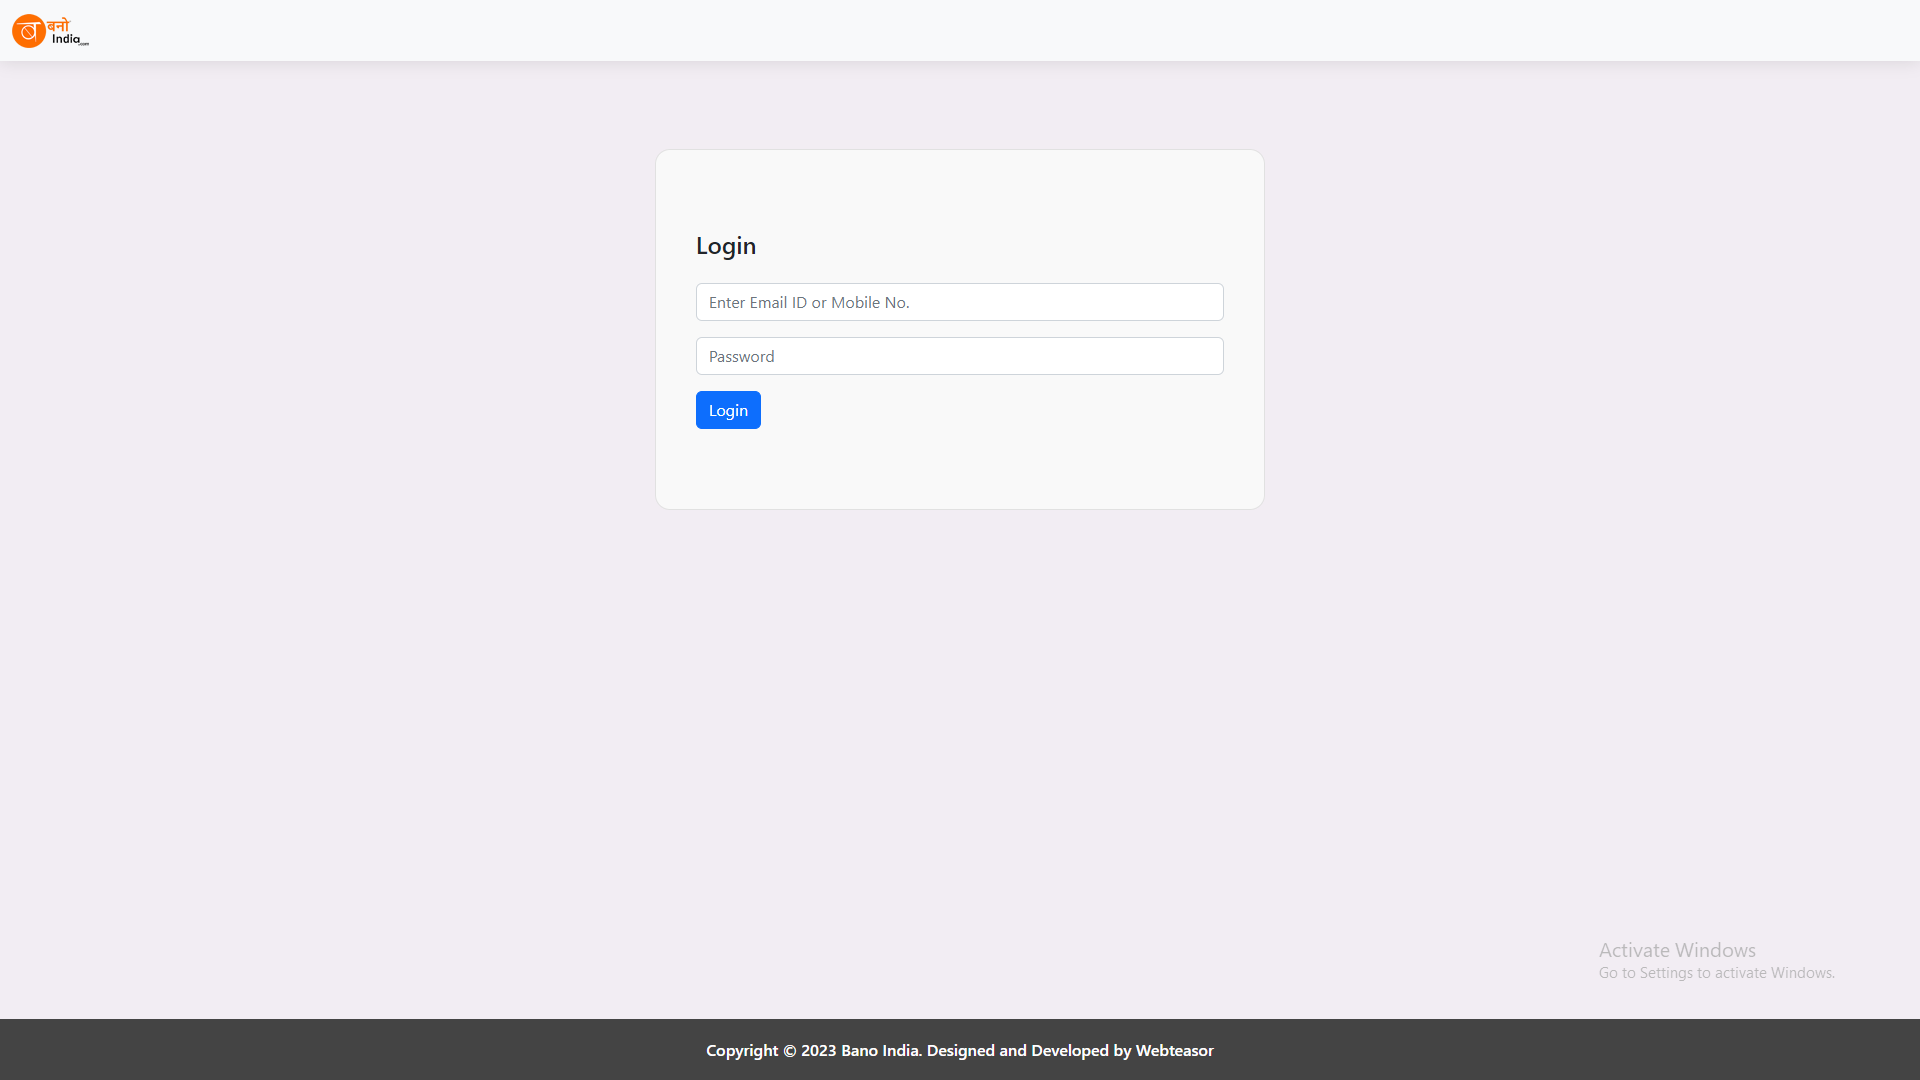 व बनो
India.com
Login
Enter Email ID or Mobile No.
Password
Login
Activate Windows
Go to Settings to activate Windows.
Copyright © 2023 Bano India. Designed and Developed by Webteasor